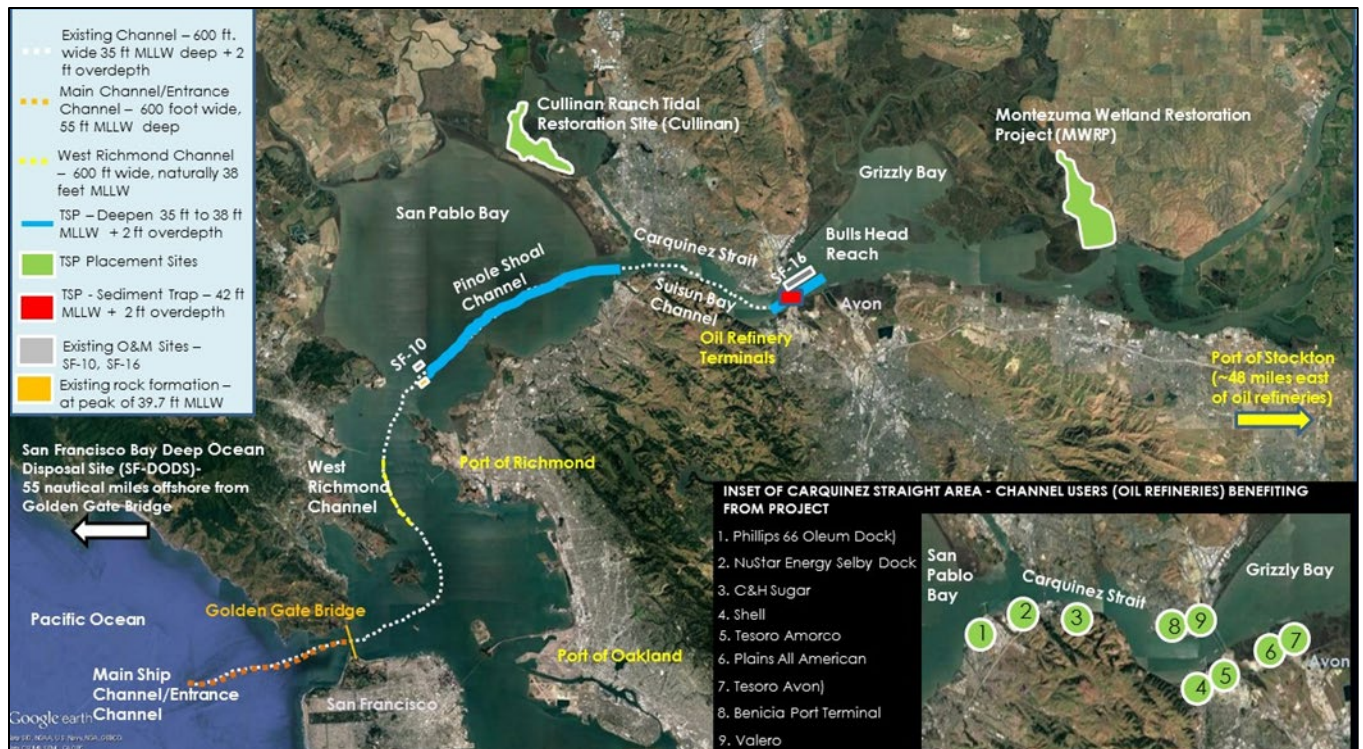 Existing Channel – 600 ft.
wide 35 ft MLLW deep + 2
ft overdepth
Main Channel/Entrance
Channel – 600 foot wide,
55 ft MLLW deep
West Richmond Channel
– 600 ft wide, naturally 38
feet MLLW
TSP – Deepen 35 ft to 38 ft
MLLW + 2 ft overdepth
TSP Placement Sites
TSP - Sediment Trap – 42 ft
MLLW + 2 ft overdepth
Existing O&M Sites –
SF-10, SF-16
Existing rock formation –
at peak of 39.7 ft MLLW
Cullinan Ranch Tidal
Restoration Site (Cullinan)
Montezuma Wetland Restoration
Project (MWRP)
Grizzly Bay
San Pablo Bay
Carquinez Strait
Bulls Head
Reach
SF-16
Pinole Shoal
Channel
Suisun Bay
Channel
Avon
Oil Refinery
Terminals
SF-10
Port of Stockton
(~48 miles east
of oil refineries)
San Francisco Bay Deep Ocean
Disposal Site (SF-DODS)-
55 nautical miles offshore from
Golden Gate Bridge
West
Richmond
Channel
Port of Richmond
Golden Gate Bridge
Pacific Ocean
Port of Oakland
Main Ship
Channel/Entrance
Channel
San Francisco
Google earth
INSET OF CARQUINEZ STRAIGHT AREA - CHANNEL USERS (OIL REFINERIES) BENEFITING
FROM PROJECT
1. Phillips 66 Oleum Dock)
2. NuStar Energy Selby Dock
3. C&H Sugar
4. Shell
5. Tesoro Amorco
6. Plains All American
7. Tesoro Avon)
8. Benicia Port Terminal
9. Valero
San
Pablo
Bay
Carquinez Strait
Grizzly Bay
1
2
3
8
9
7
6
5
4
Avon